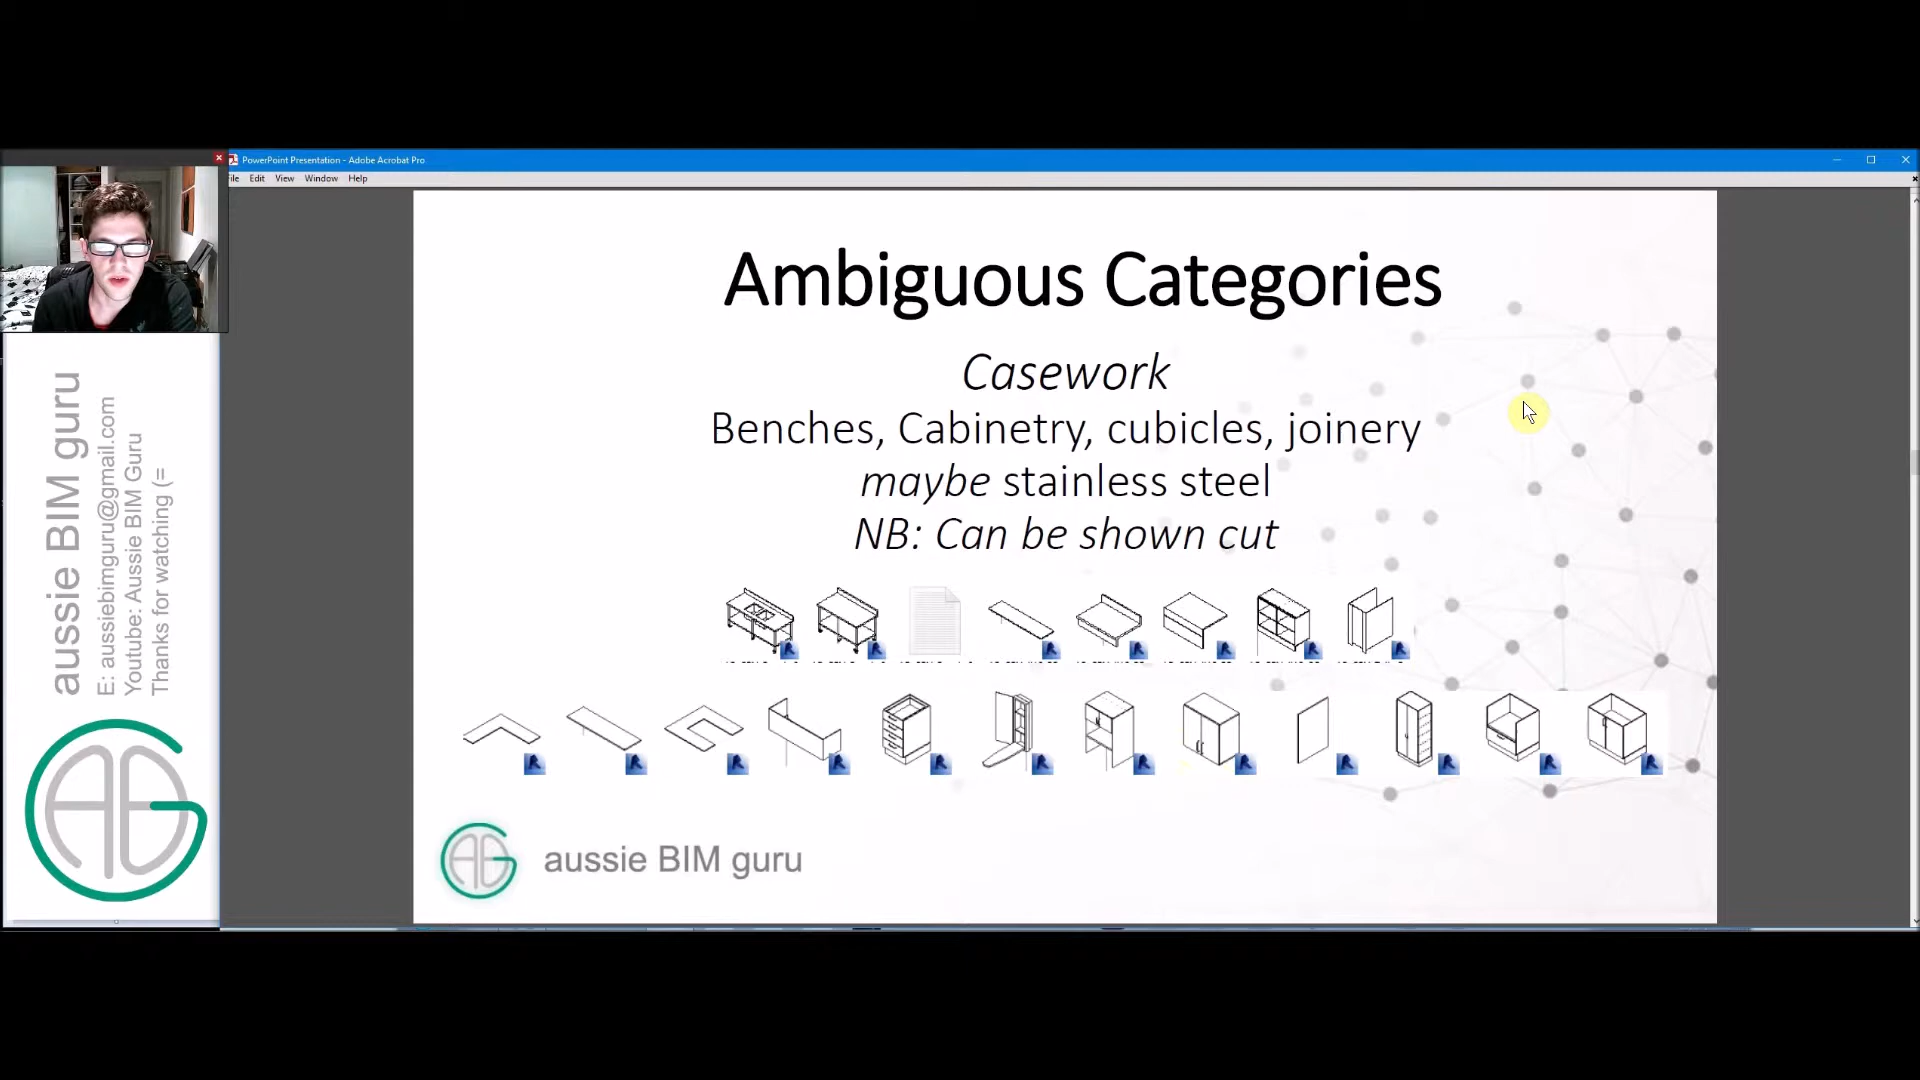 PowerPoint Presentation - Adobe Acrobat Pro
File Edit View Window Help
Ambiguous Categories
Casework
Benches, Cabinetry, cubicles, joinery
maybe stainless steel
NB: Can be shown cut
aussie BIM guru
aussie BIM guru
E: aussiebimguru@gmail.com
Youtube: Aussie BIM Guru
Thanks for watching (=